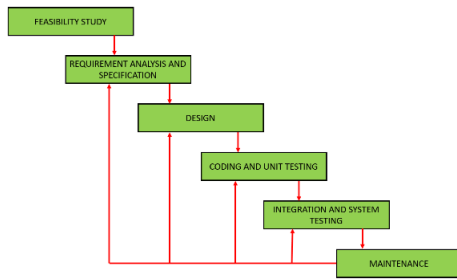 FEASIBILITY STUDY
REQUIREMENT ANALYSIS AND
SPECIFICATION
DESIGN
CODING AND UNIT TESTING
INTEGRATION AND SYSTEM
TESTING
MAINTENANCE